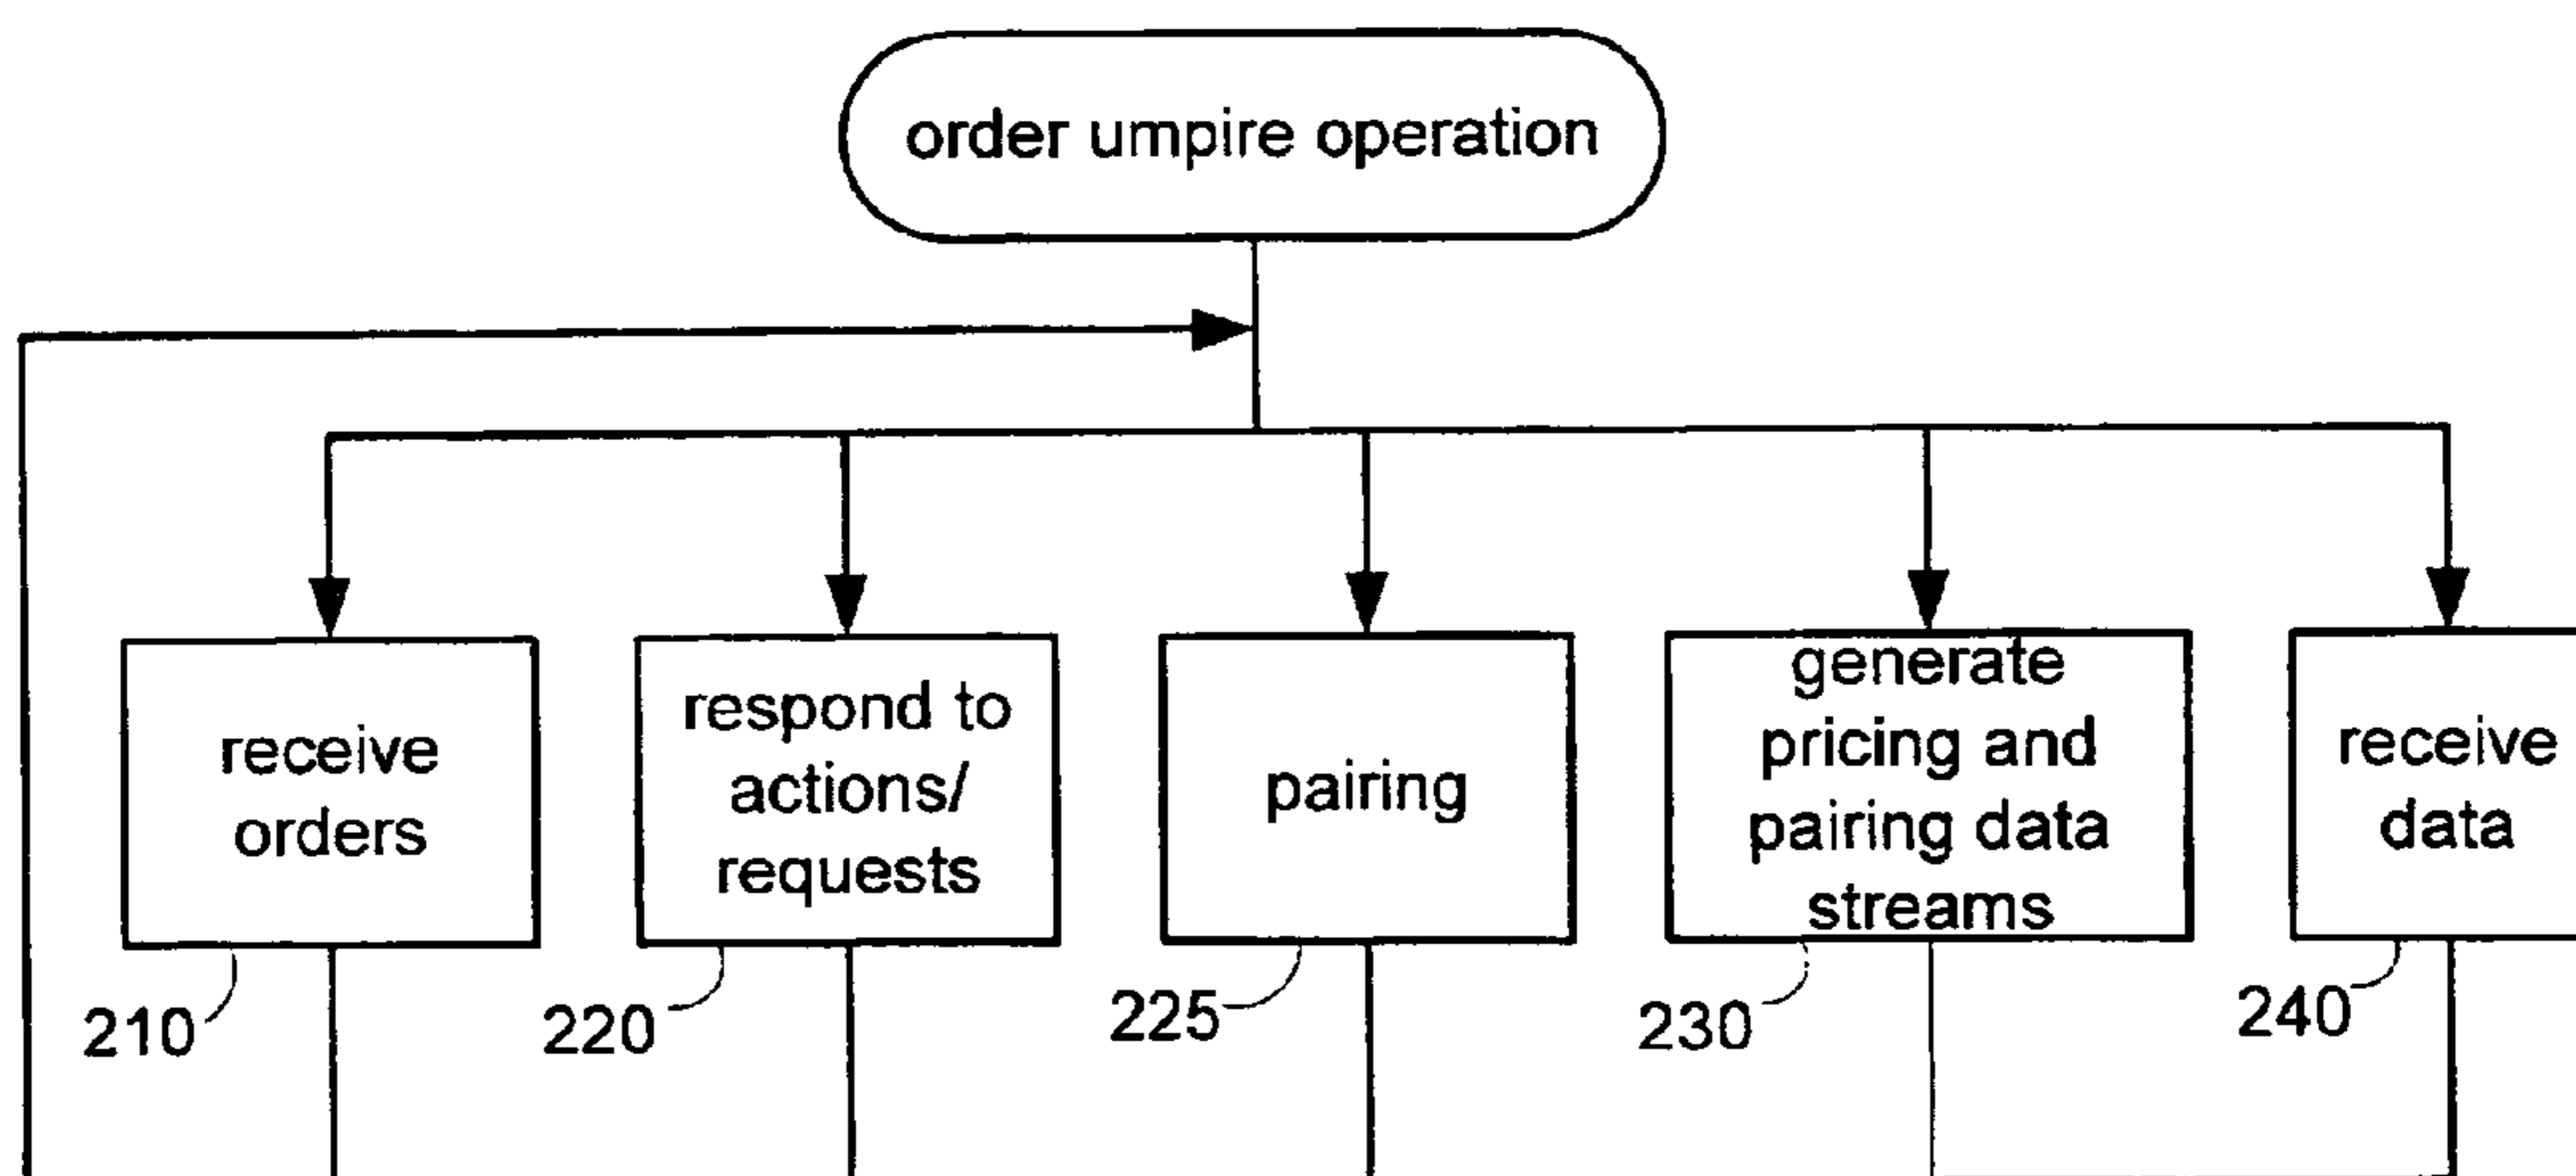 order umpire operation
receive
orders
respond to
actions/
requests
pairing
generate
pricing and
pairing data
streams
receive
data
210
220
225
230
240